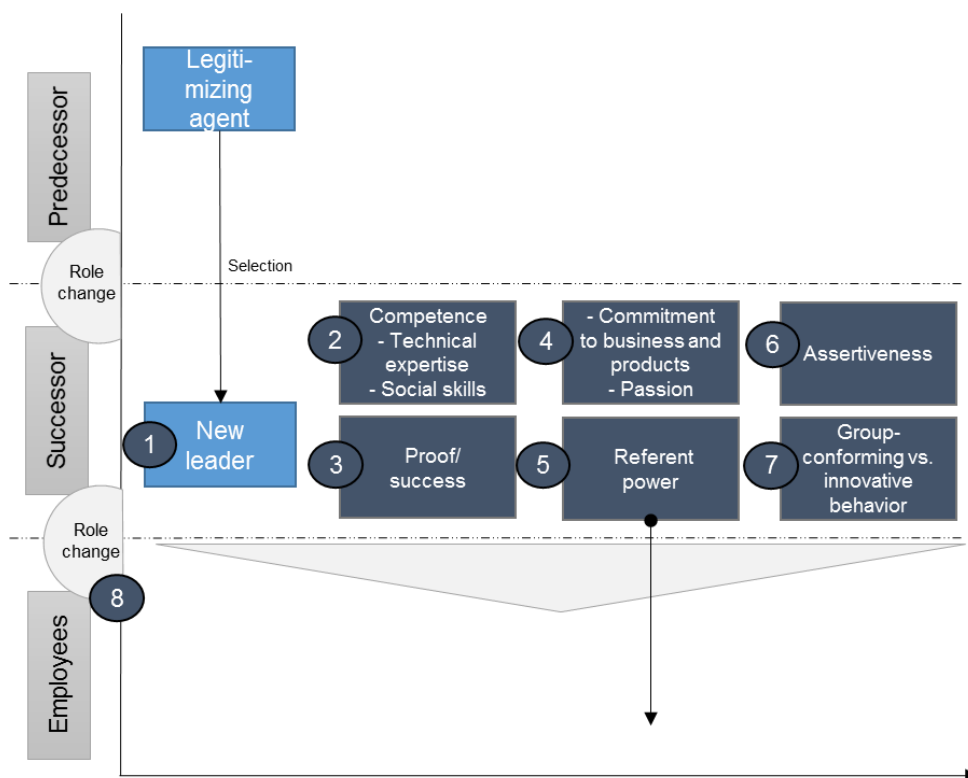 Legiti-
mizing
agent
Predecessor
Role
change
Selection
2
Competence
- Technical
expertise
- Social skills
4
- Commitment
to business and
products
- Passion
6
Assertiveness
Successor
1
New
leader
3
Proof/
success
5
Referent
power
7
Group-
conforming vs.
innovative
behavior
Role
change
8
Employees